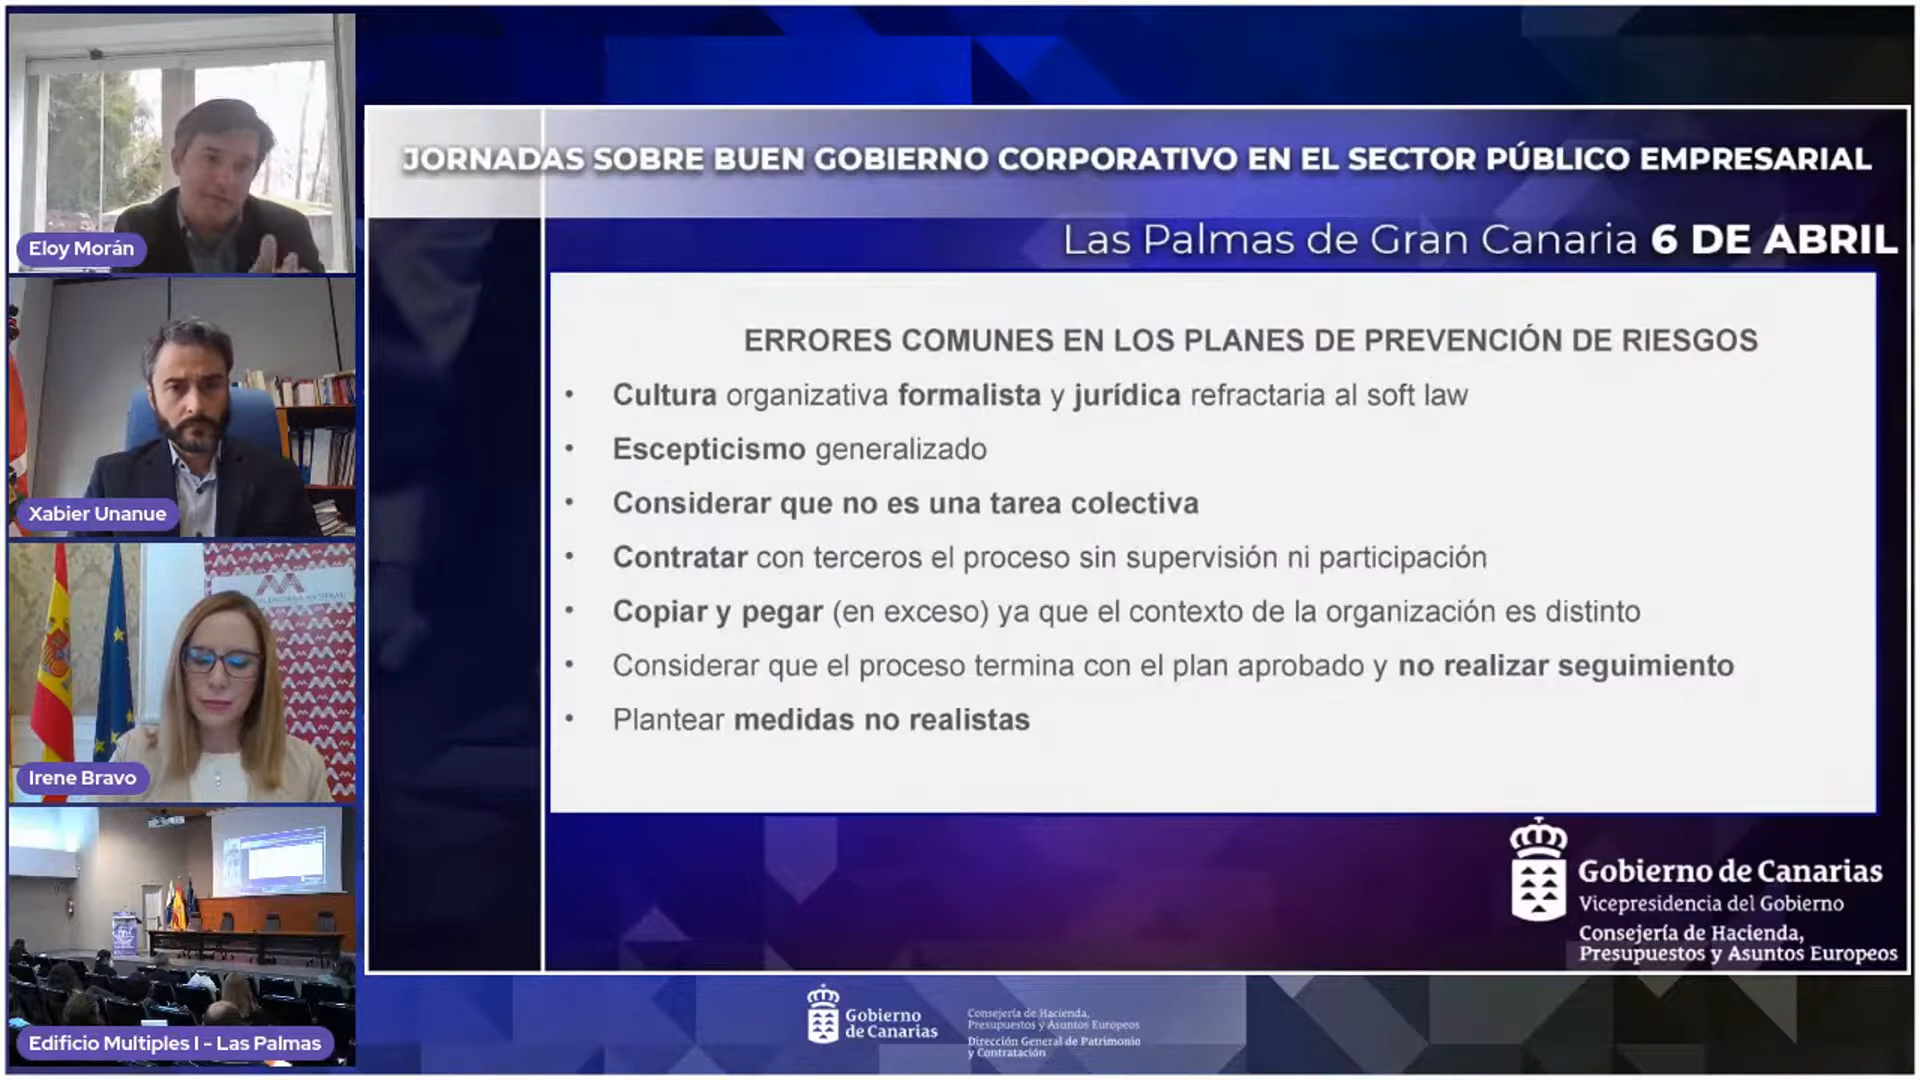 Eloy Morán
Xabier Unanue
Irene Bravo
Edificio Multiples I - Las Palmas
JORNADAS SOBRE BUEN GOBIERNO CORPORATIVO EN EL SECTOR PÚBLICO EMPRESARIAL
Las Palmas de Gran Canaria 6 DE ABRIL
ERRORES COMUNES EN LOS PLANES DE PREVENCIÓN DE RIESGOS
• Cultura organizativa formalista y jurídica refractaria al soft law
• Escepticismo generalizado
• Considerar que no es una tarea colectiva
• Contratar con terceros el proceso sin supervisión ni participación
• Copiar y pegar (en exceso) ya que el contexto de la organización es distinto
• Considerar que el proceso termina con el plan aprobado y no realizar seguimiento
• Plantear medidas no realistas
Gobierno de Canarias
Vicepresidencia del Gobierno
Consejería de Hacienda,
Presupuestos y Asuntos Europeos
Gobierno
de Canarias
Consejería de Hacienda,
Presupuestos y Asuntos Europeos
Dirección General de Patrimonio
y Contratación